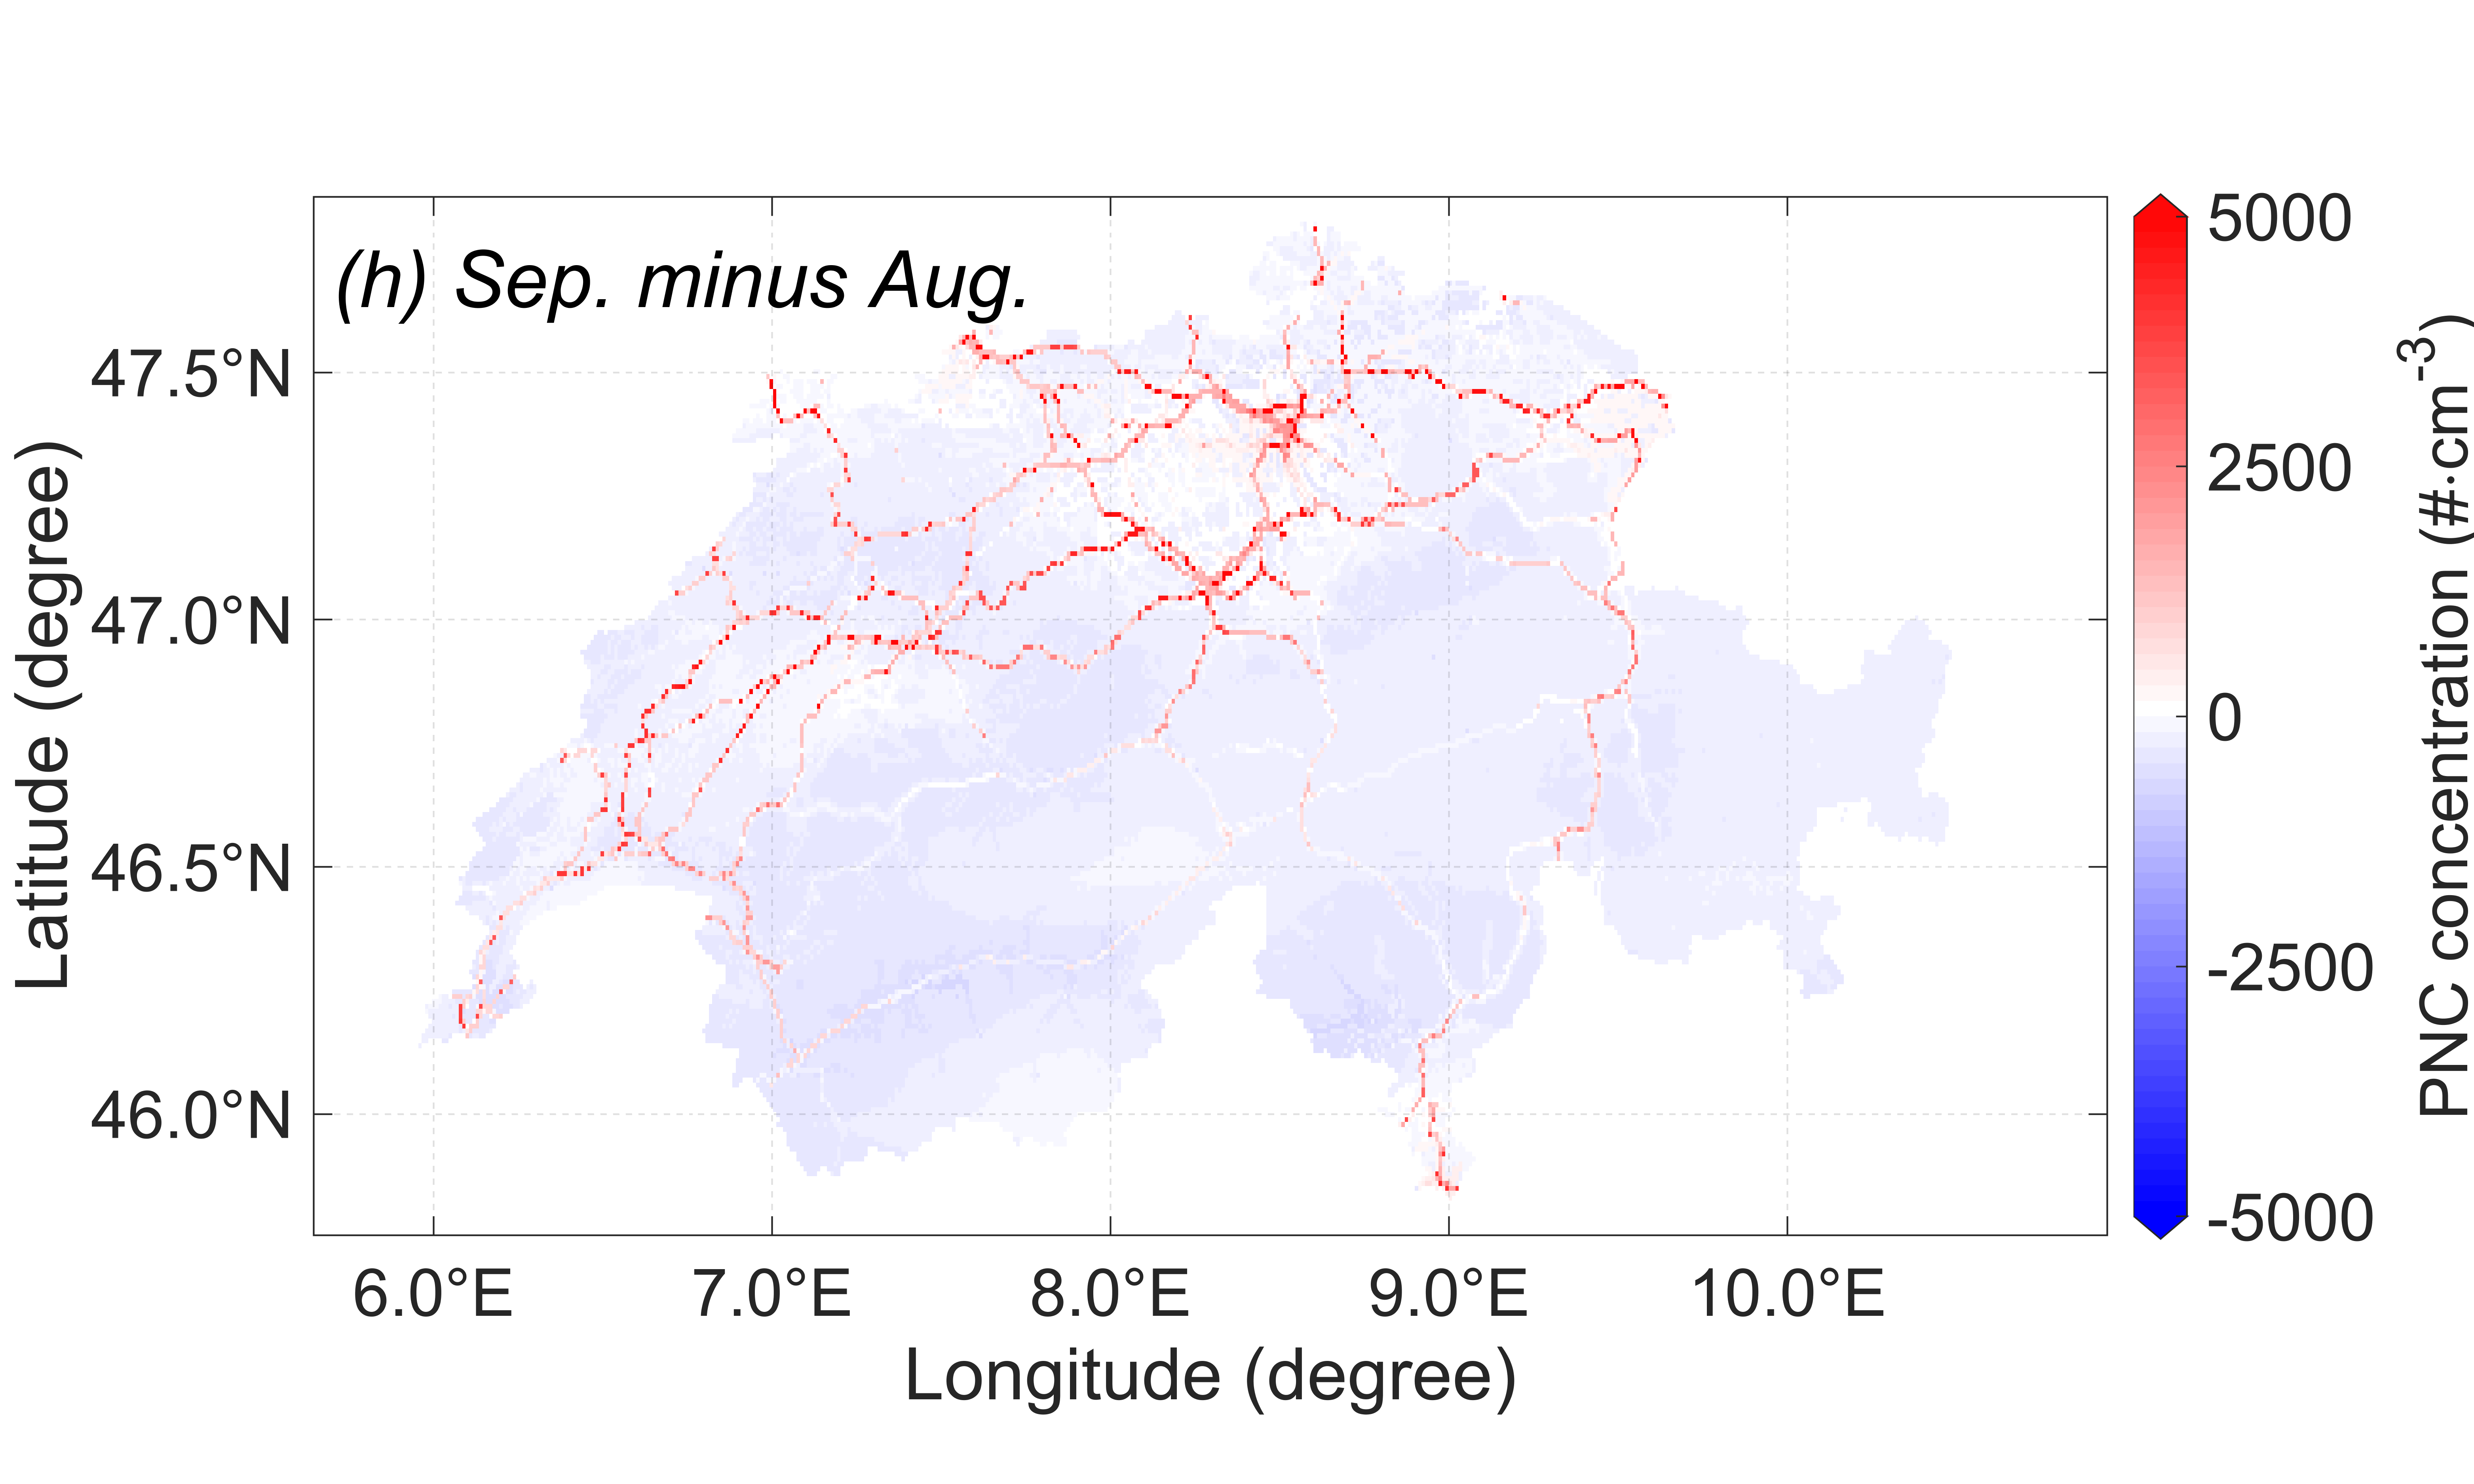 (h) Sep. minus Aug.
47.5°N
47.0°N
46.5°N
46.0°N
Latitude (degree)
6.0°E 7.0°E 8.0°E 9.0°E 10.0°E
Longitude (degree)
5000
2500
0
-2500
-5000
PNC concentration (#·cm⁻³)